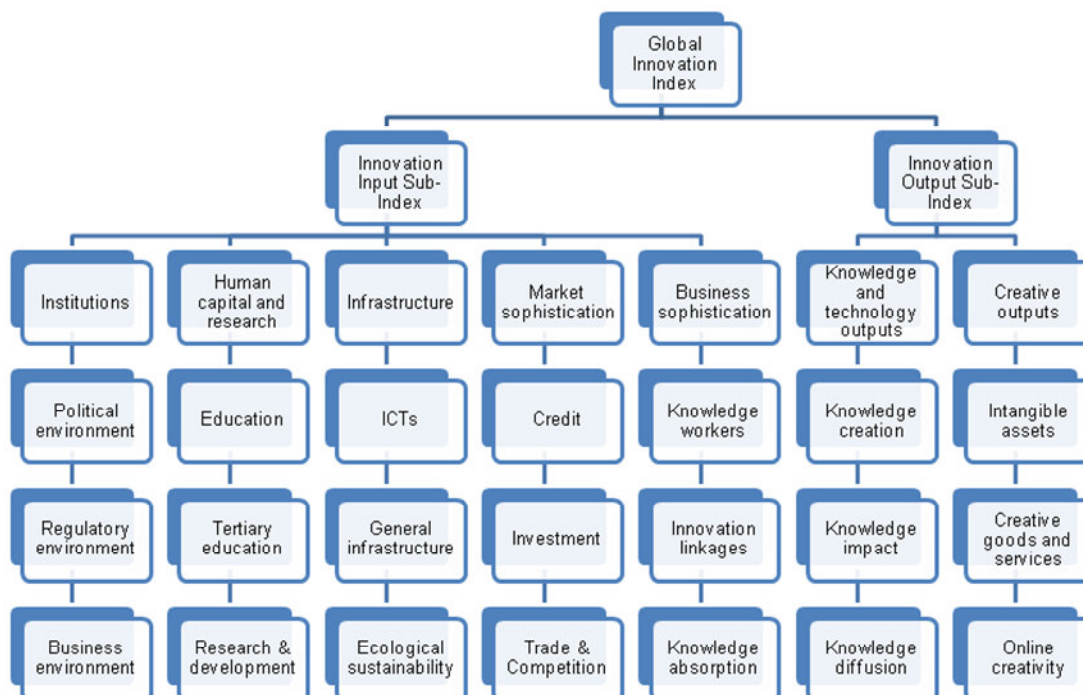 Global
Innovation
Index
Innovation
Input Sub-
Index
Innovation
Output Sub-
Index
Institutions
Human
capital and
research
Infrastructure
Market
sophistication
Business
sophistication
Knowledge
and
technology
outputs
Creative
outputs
Political
environment
Education
ICTs
Credit
Knowledge
workers
Knowledge
creation
Intangible
assets
Regulatory
environment
Tertiary
education
General
infrastructure
Investment
Innovation
linkages
Knowledge
impact
Creative
goods and
services
Business
environment
Research &
development
Ecological
sustainability
Trade &
Competition
Knowledge
absorption
Knowledge
diffusion
Online
creativity